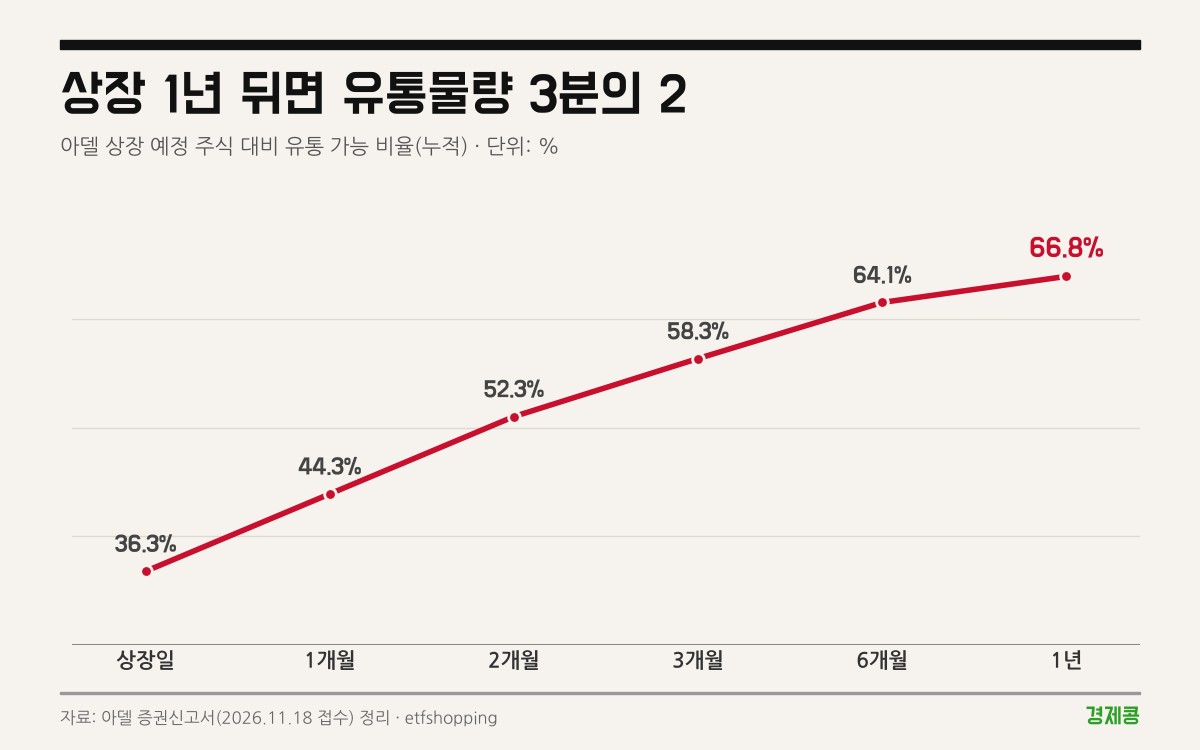 상장 1년 뒤면 유통물량 3분의 2
아델 상장 예정 주식 대비 유통 가능 비율(누적) · 단위: %
66.8%
64.1%
58.3%
52.3%
44.3%
36.3%
상장일 1개월 2개월 3개월 6개월 1년
자료: 아델 증권신고서(2026.11.18 접수) 정리 · etfshopping
경제콩